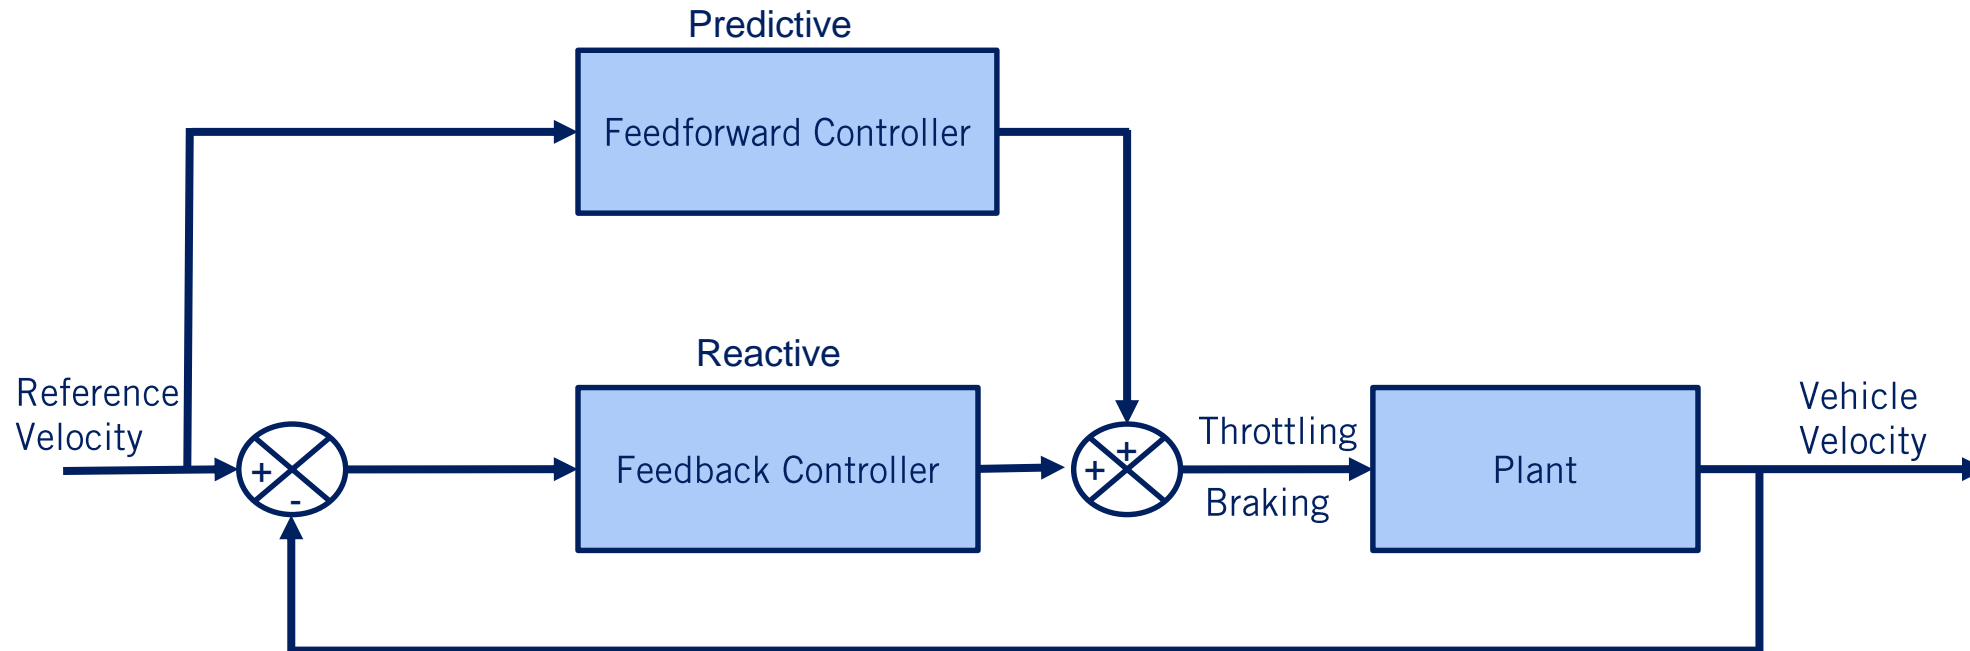 Predictive
Feedforward Controller
Reactive
Reference
Velocity
+
-
Feedback Controller
+
+
Throttling
Braking
Plant
Vehicle
Velocity